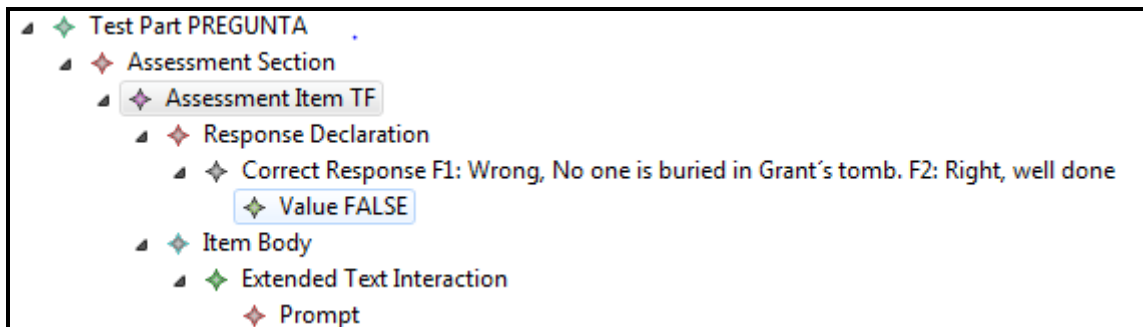 Test Part PREGUNTA
Assessment Section
Assessment Item TF
Response Declaration
Correct Response F1: Wrong, No one is buried in Grant´s tomb. F2: Right, well done
Value FALSE
Item Body
Extended Text Interaction
Prompt